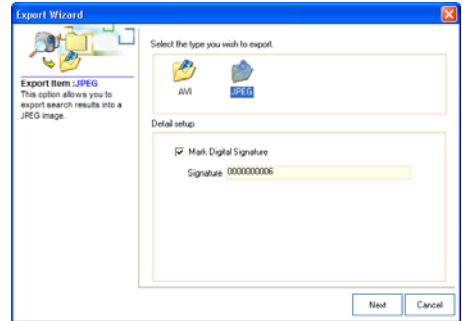 Export Wizard
Select the type you wish to export.
AVI
JPEG
Export Item :JPEG
This option allows you to
export search results into a
JPEG image.
Detail setup
Mark Digital Signature
Signature 0000000006
Next
Cancel